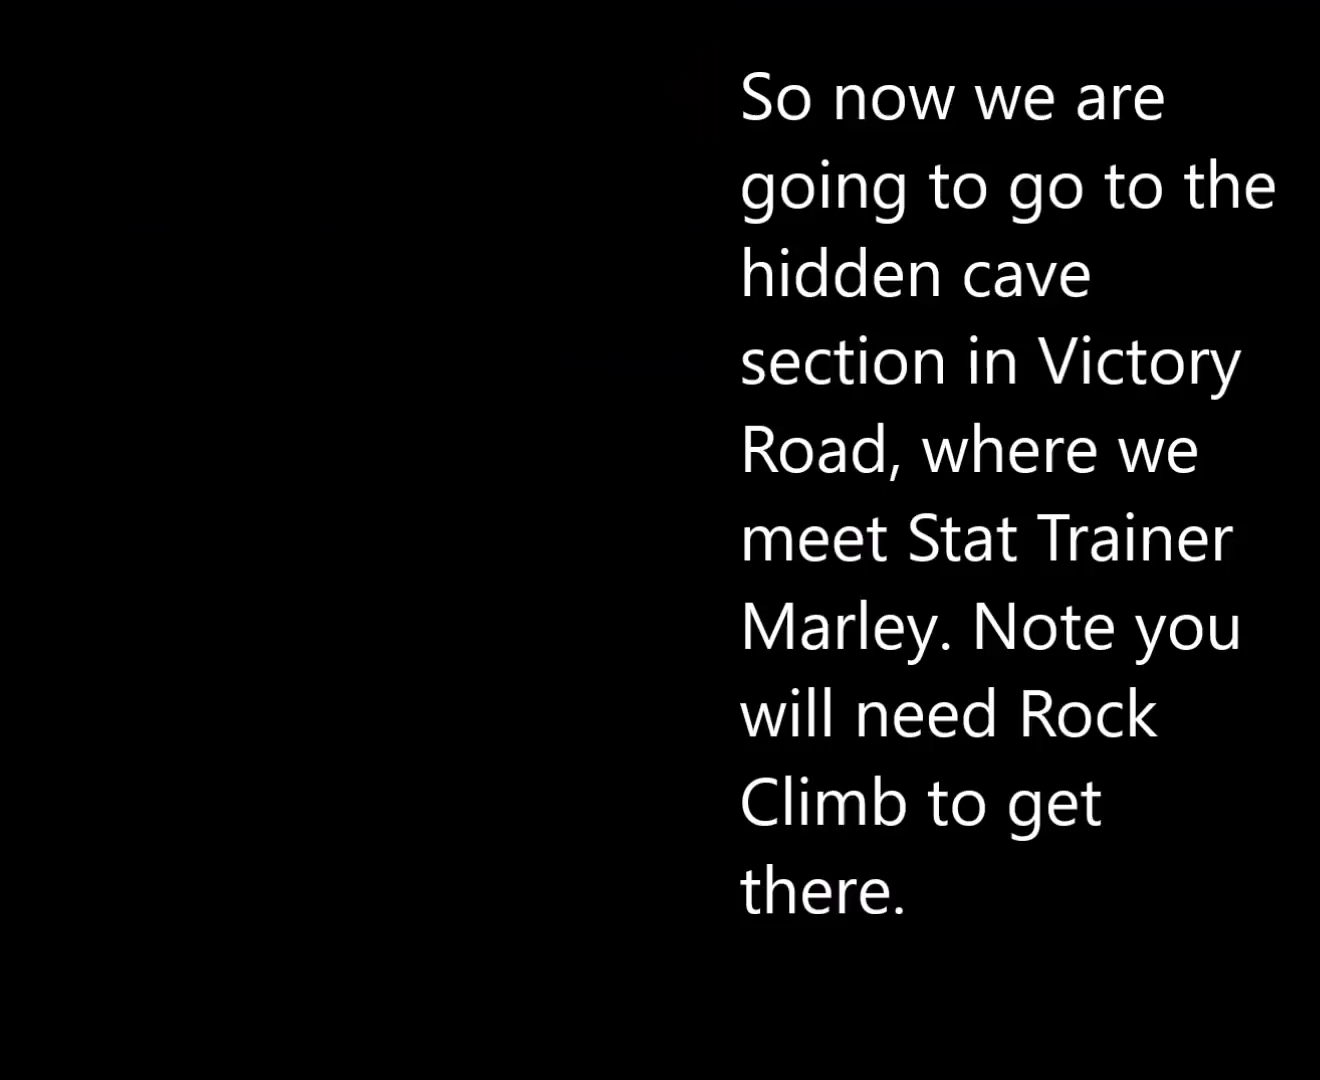 So now we are
going to go to the
hidden cave
section in Victory
Road, where we
meet Stat Trainer
Marley. Note you
will need Rock
Climb to get
there.